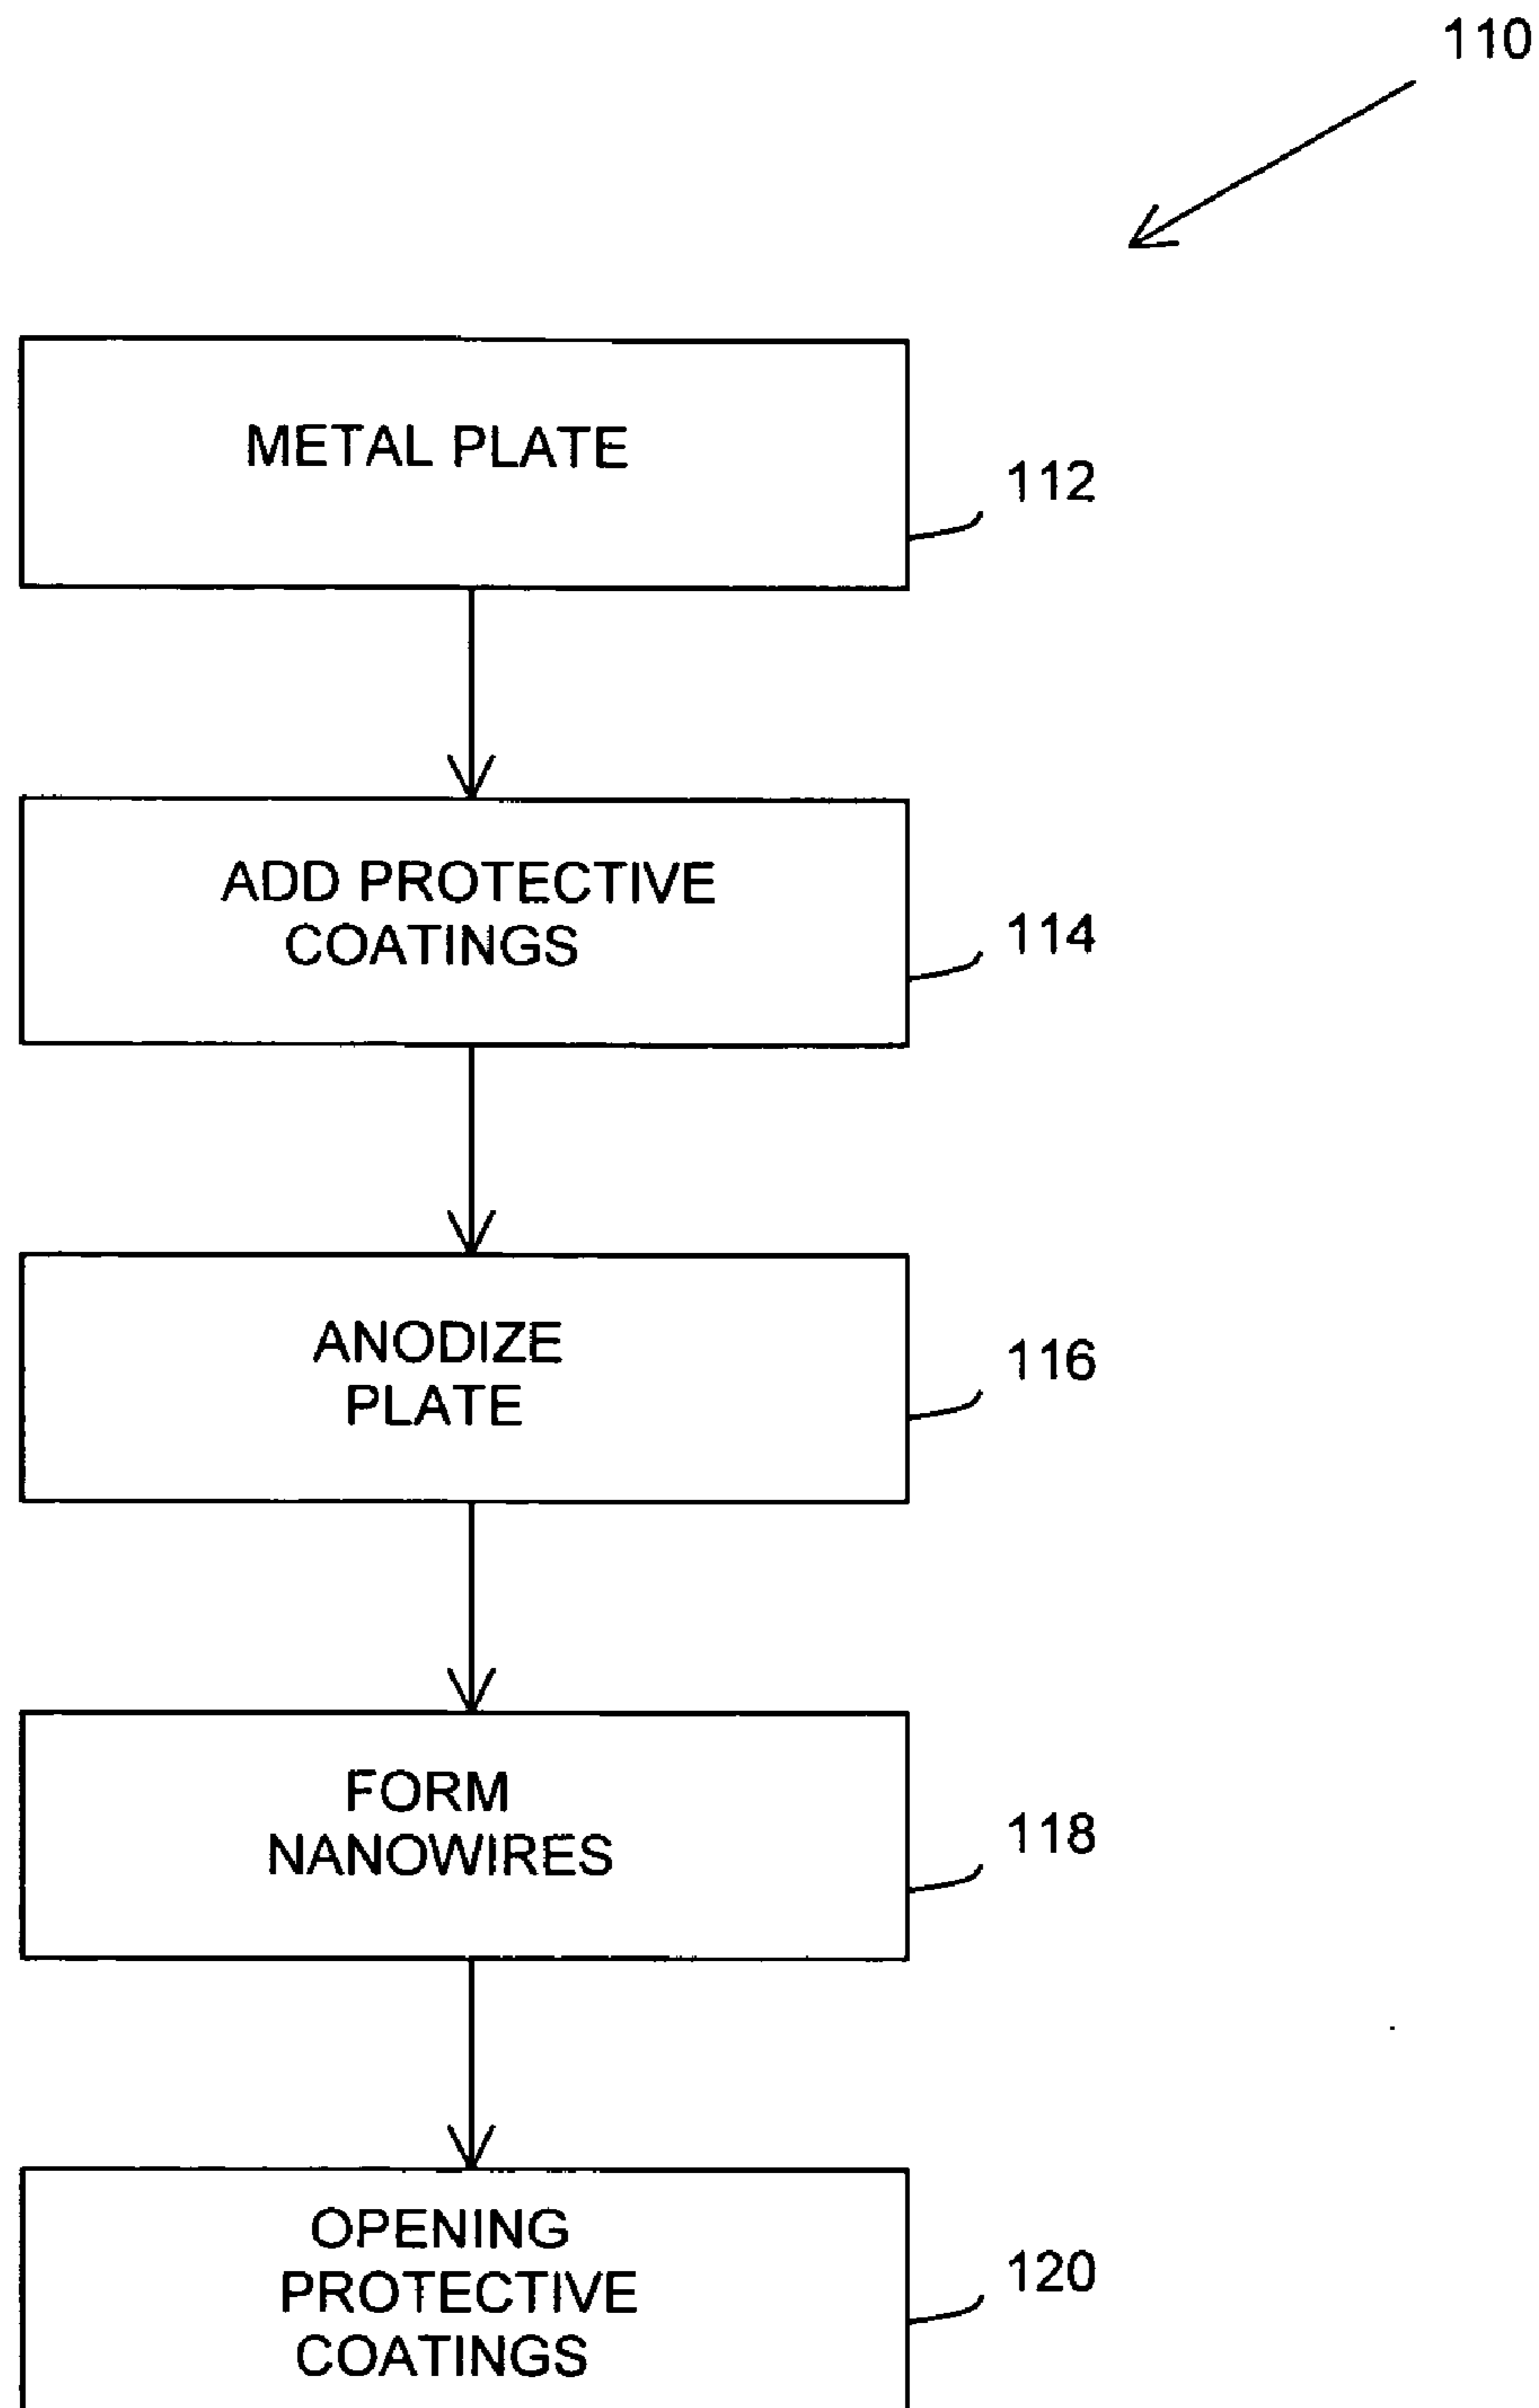 110
METAL PLATE
112
ADD PROTECTIVE
COATINGS
114
ANODIZE
PLATE
116
FORM
NANOWIRES
118
OPENING
PROTECTIVE
COATINGS
120